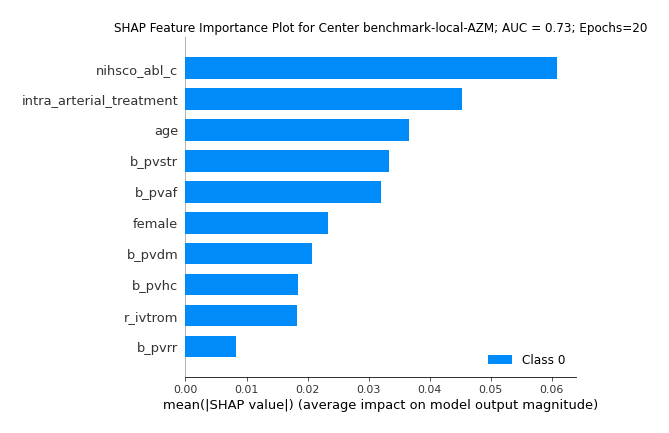 SHAP Feature Importance Plot for Center benchmark-local-AZM; AUC = 0.73; Epochs=20
nihsco_abl_c
intra_arterial_treatment
age
b_pvstr
b_pvaf
female
b_pvdm
b_pvhc
r_ivtrom
b_pvrr
Class 0
0.00 0.01 0.02 0.03 0.04 0.05 0.06
mean(|SHAP value|) (average impact on model output magnitude)